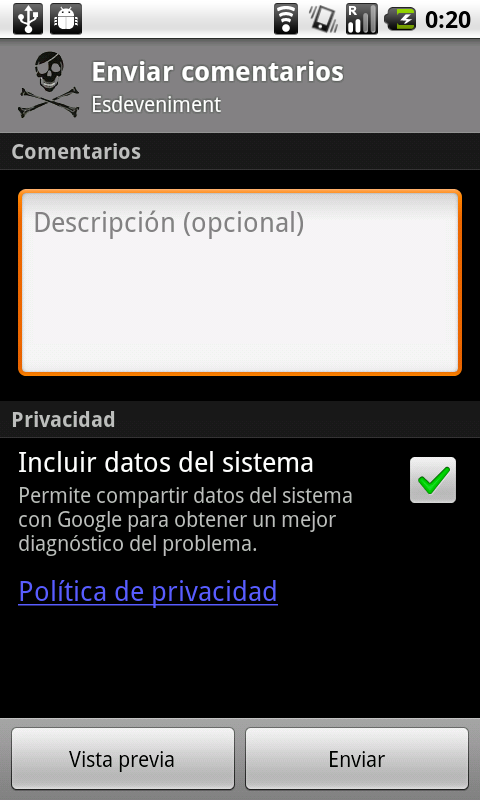 R
0:20
Enviar comentarios
Esdeveniment
Comentarios
Descripción (opcional)
Privacidad
Incluir datos del sistema
Permite compartir datos del sistema
con Google para obtener un mejor
diagnóstico del problema.
Política de privacidad
Vista previa
Enviar